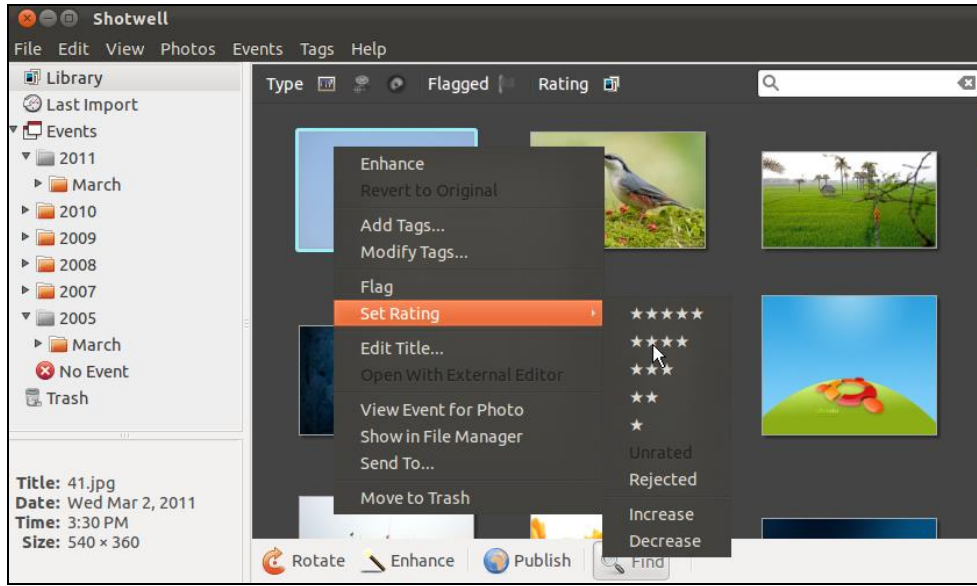 Shotwell
File Edit View Photos Events Tags Help
Library
Last Import
Events
2011
March
2010
2009
2008
2007
2005
March
No Event
Trash
Title: 41.jpg
Date: Wed Mar 2, 2011
Time: 3:30 PM
Size: 540 × 360
Type Flagged Rating
Enhance
Revert to Original
Add Tags...
Modify Tags...
Flag
Set Rating
Edit Title...
Open With External Editor
View Event for Photo
Show in File Manager
Send To...
Move to Trash
★★★★★
★★★★
★★★
★★
★
Unrated
Rejected
Increase
Decrease
Rotate Enhance Publish Find